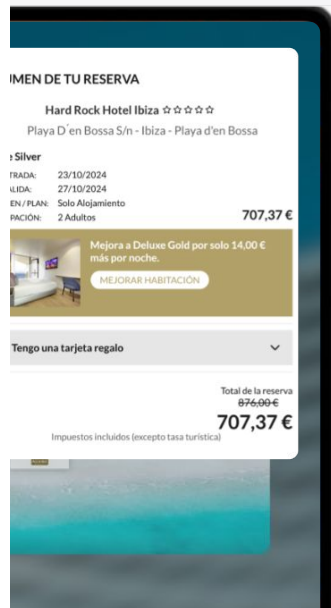 UMEN DE TU RESERVA
Hard Rock Hotel Ibiza ☆☆☆☆☆
Playa D´en Bossa S/n - Ibiza - Playa d'en Bossa
e Silver
TRADA: 23/10/2024
ALIDA: 27/10/2024
EN / PLAN: Solo Alojamiento
PACIÓN: 2 Adultos
707,37 €
Mejora a Deluxe Gold por solo 14,00 €
más por noche.
MEJORAR HABITACIÓN
Tengo una tarjeta regalo
Total de la reserva
876,00 €
707,37 €
Impuestos incluidos (excepto tasa turística)